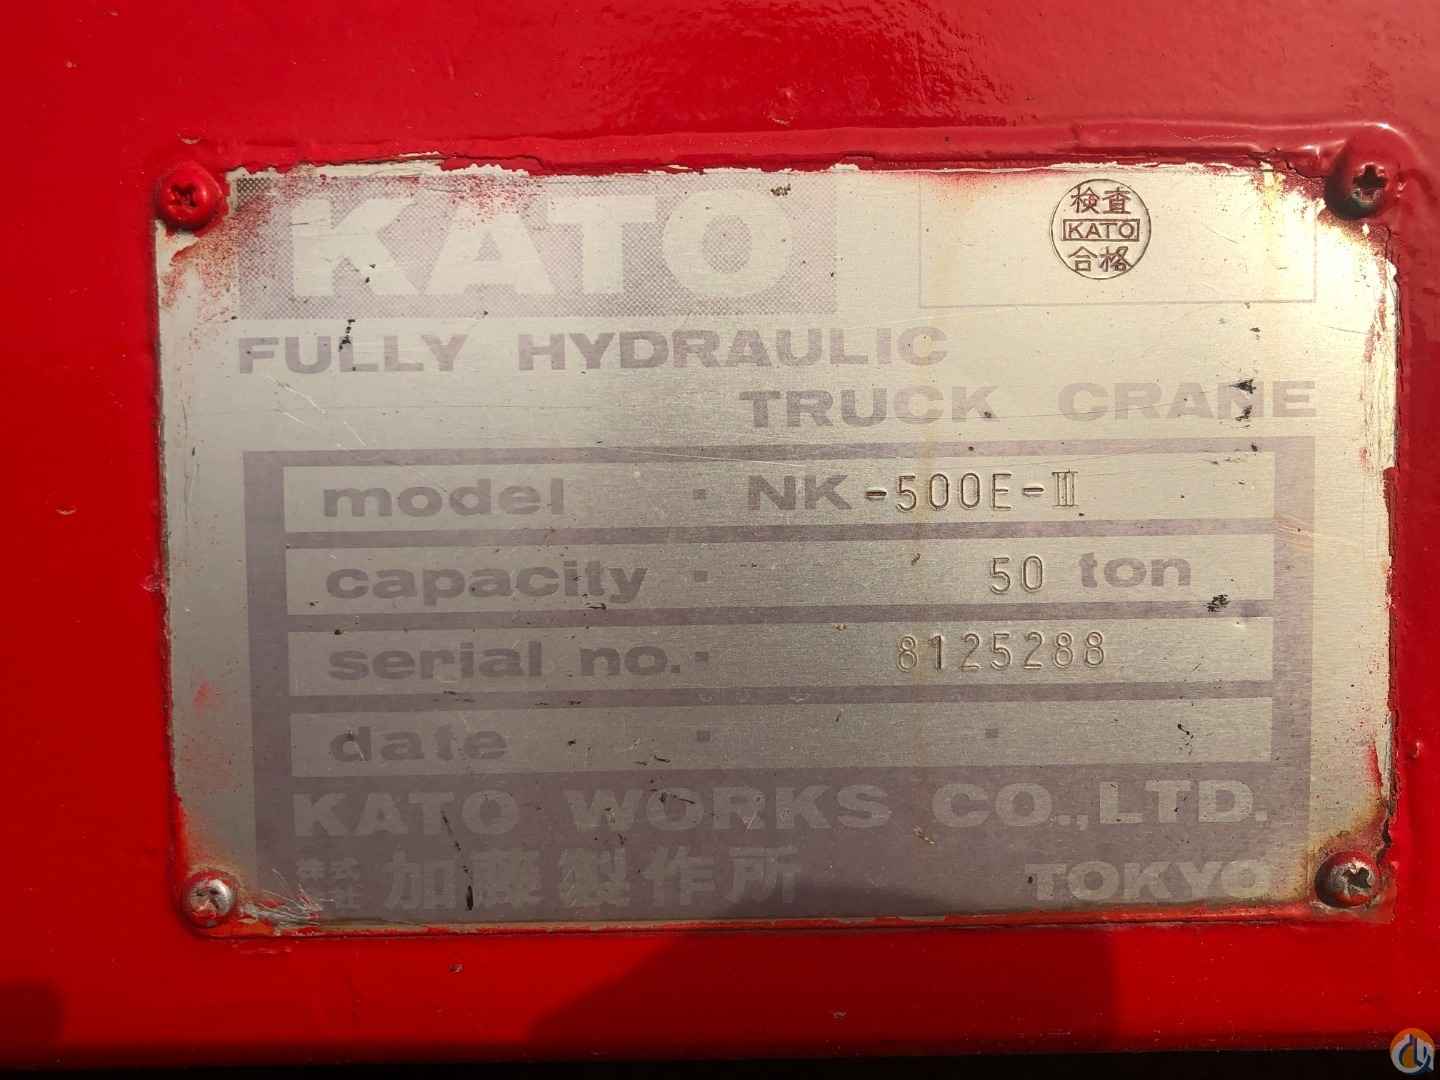 KATO
検査
KATO
合格
FULLY HYDRAULIC
TRUCK CRANE
model · NK-500E-III
capacity · 50 ton
serial no. · 8125288
date · ·
KATO WORKS CO.,LTD.
株式会社 加藤製作所 TOKYO